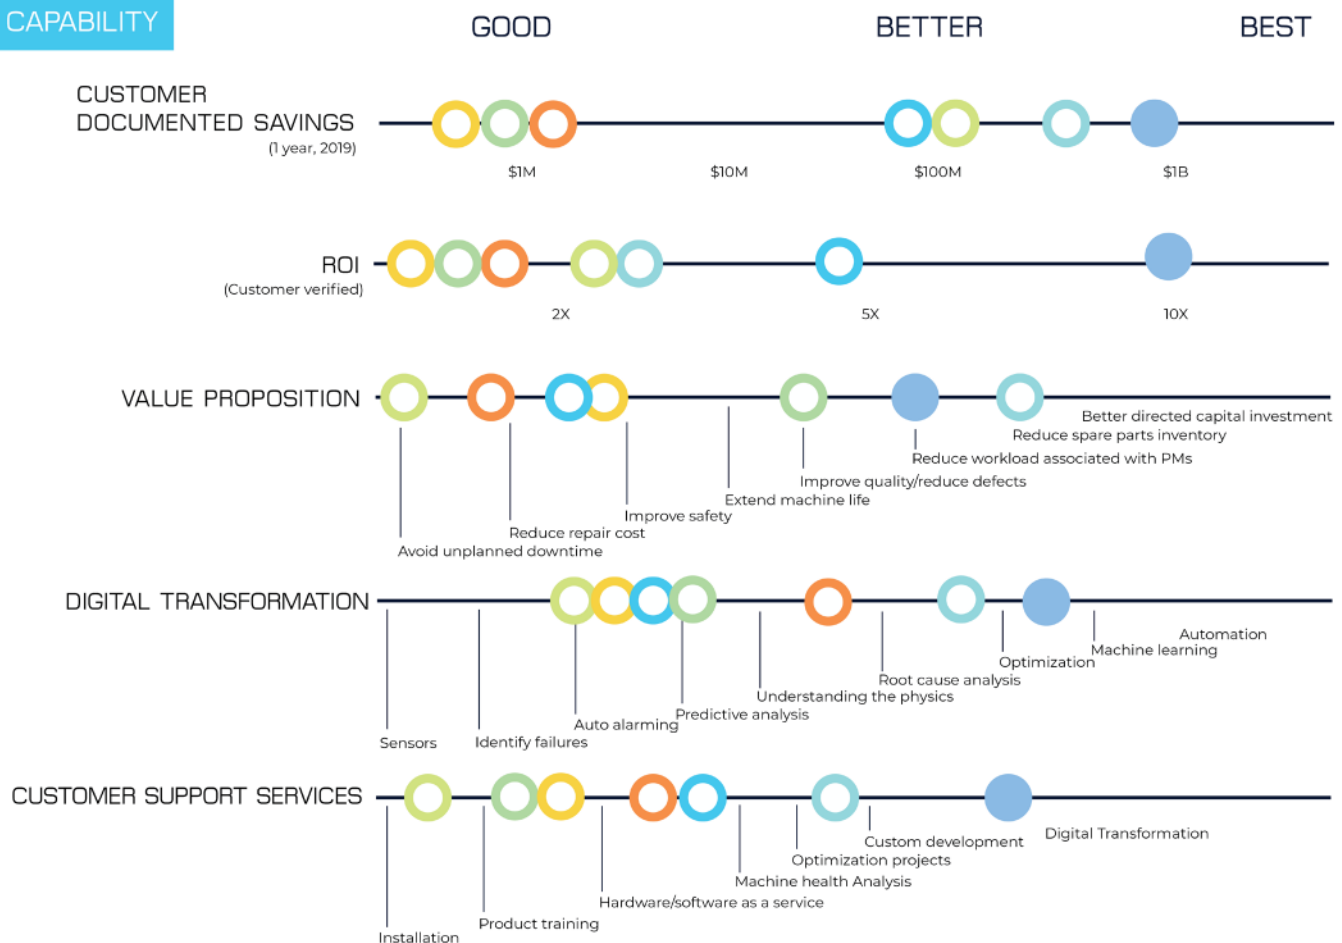 CAPABILITY
GOOD
BETTER
BEST
CUSTOMER
DOCUMENTED SAVINGS
(1 year, 2019)
$1M
$10M
$100M
$1B
ROI
(Customer verified)
2X
5X
10X
VALUE PROPOSITION
Better directed capital investment
Reduce spare parts inventory
Reduce workload associated with PMs
Improve quality/reduce defects
Extend machine life
Improve safety
Reduce repair cost
Avoid unplanned downtime
DIGITAL TRANSFORMATION
Automation
Machine learning
Optimization
Root cause analysis
Understanding the physics
Predictive analysis
Auto alarming
Identify failures
Sensors
CUSTOMER SUPPORT SERVICES
Digital Transformation
Custom development
Optimization projects
Machine health Analysis
Hardware/software as a service
Product training
Installation